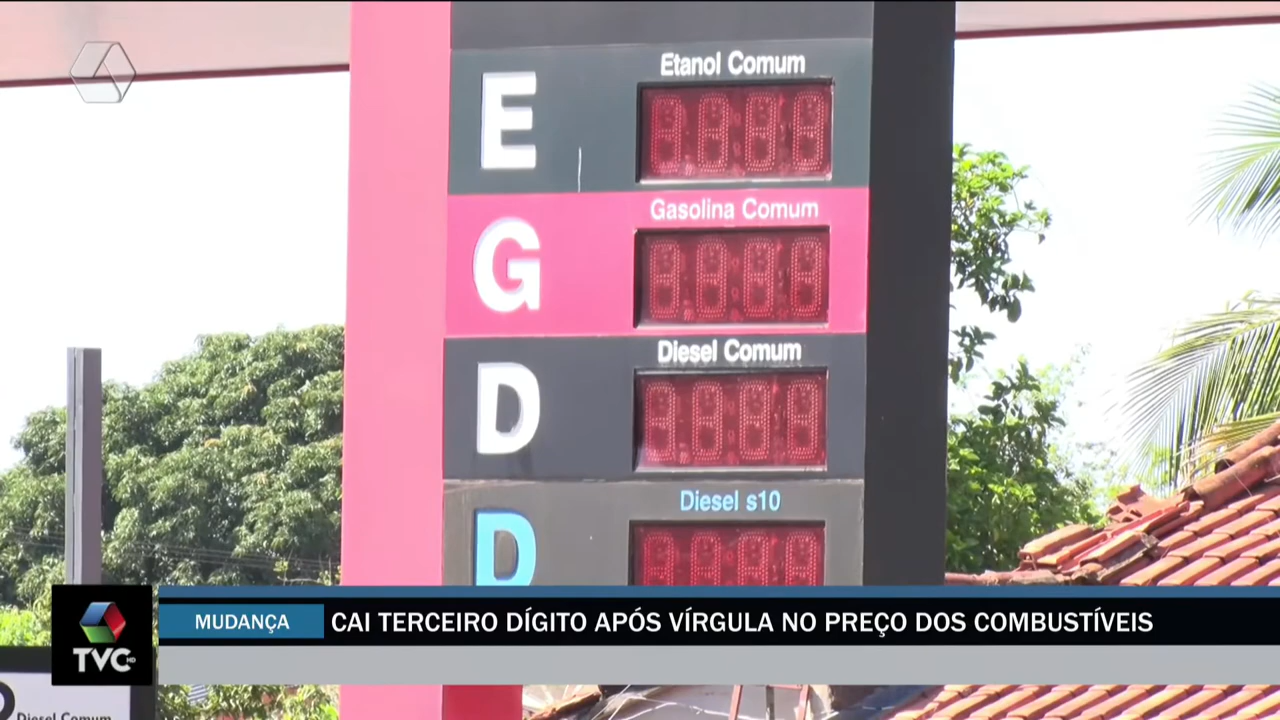 E
Etanol Comum
G
Gasolina Comum
D
Diesel Comum
D
Diesel s10
MUDANÇA
CAI TERCEIRO DÍGITO APÓS VÍRGULA NO PREÇO DOS COMBUSTÍVEIS
TVC HD
Diesel Comum